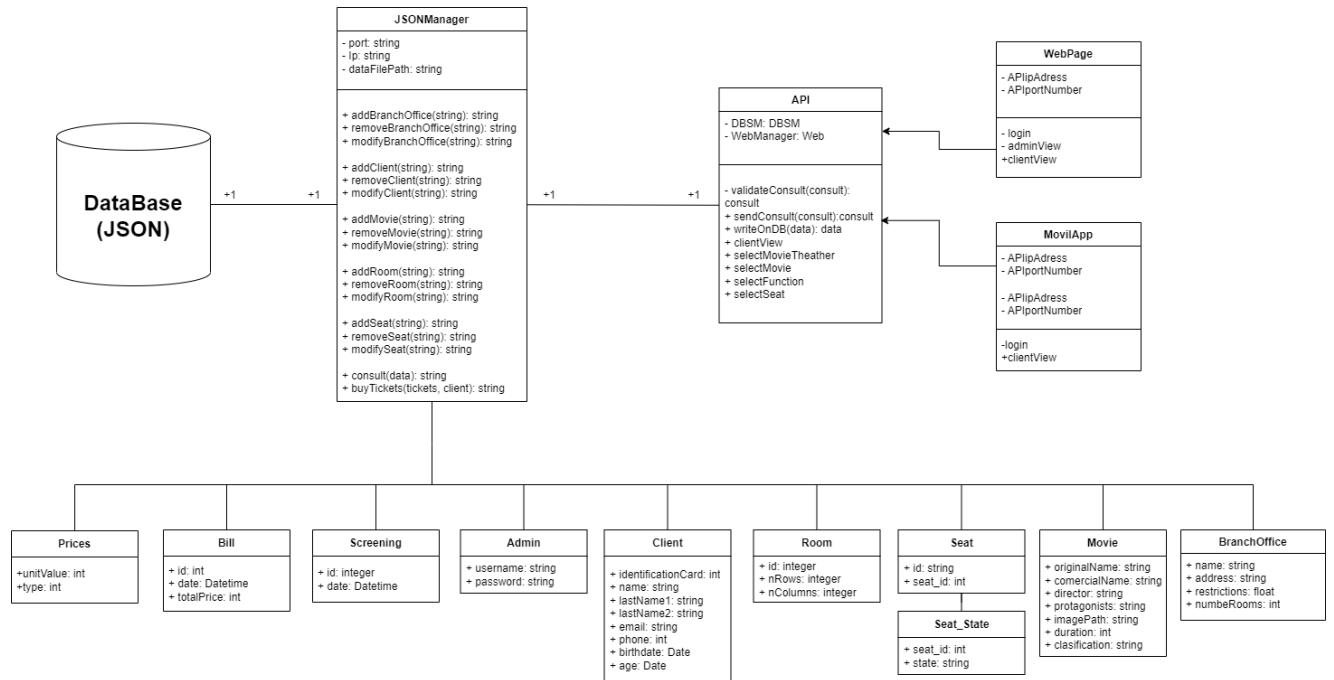 JSONManager
- port: string
- Ip: string
- dataFilePath: string
+ addBranchOffice(string): string
+ removeBranchOffice(string): string
+ modifyBranchOffice(string): string
+ addClient(string): string
+ removeClient(string): string
+ modifyClient(string): string
+ addMovie(string): string
+ removeMovie(string): string
+ modifyMovie(string): string
+ addRoom(string): string
+ removeRoom(string): string
+ modifyRoom(string): string
+ addSeat(string): string
+ removeSeat(string): string
+ modifySeat(string): string
+ consult(data): string
+ buyTickets(tickets, client): string
DataBase
(JSON)
+1
+1
+1
+1
API
- DBSM: DBSM
- WebManager: Web
- validateConsult(consult):
consult
+ sendConsult(consult):consult
+ writeOnDB(data): data
+ clientView
+ selectMovieTheather
+ selectMovie
+ selectFunction
+ selectSeat
WebPage
- APIipAdress
- APIportNumber
- login
- adminView
+clientView
MovilApp
- APIipAdress
- APIportNumber
- APIipAdress
- APIportNumber
-login
+clientView
Prices
+unitValue: int
+type: int
Bill
+ id: int
+ date: Datetime
+ totalPrice: int
Screening
+ id: integer
+ date: Datetime
Admin
+ username: string
+ password: string
Client
+ identificationCard: int
+ name: string
+ lastName1: string
+ lastName2: string
+ email: string
+ phone: int
+ birthdate: Date
+ age: Date
Room
+ id: integer
+ nRows: integer
+ nColumns: integer
Seat
+ id: string
+ seat_id: int
Seat_State
+ seat_id: int
+ state: string
Movie
+ originalName: string
+ comercialName: string
+ director: string
+ protagonists: string
+ imagePath: string
+ duration: int
+ clasification: string
BranchOffice
+ name: string
+ address: string
+ restrictions: float
+ numbeRooms: int